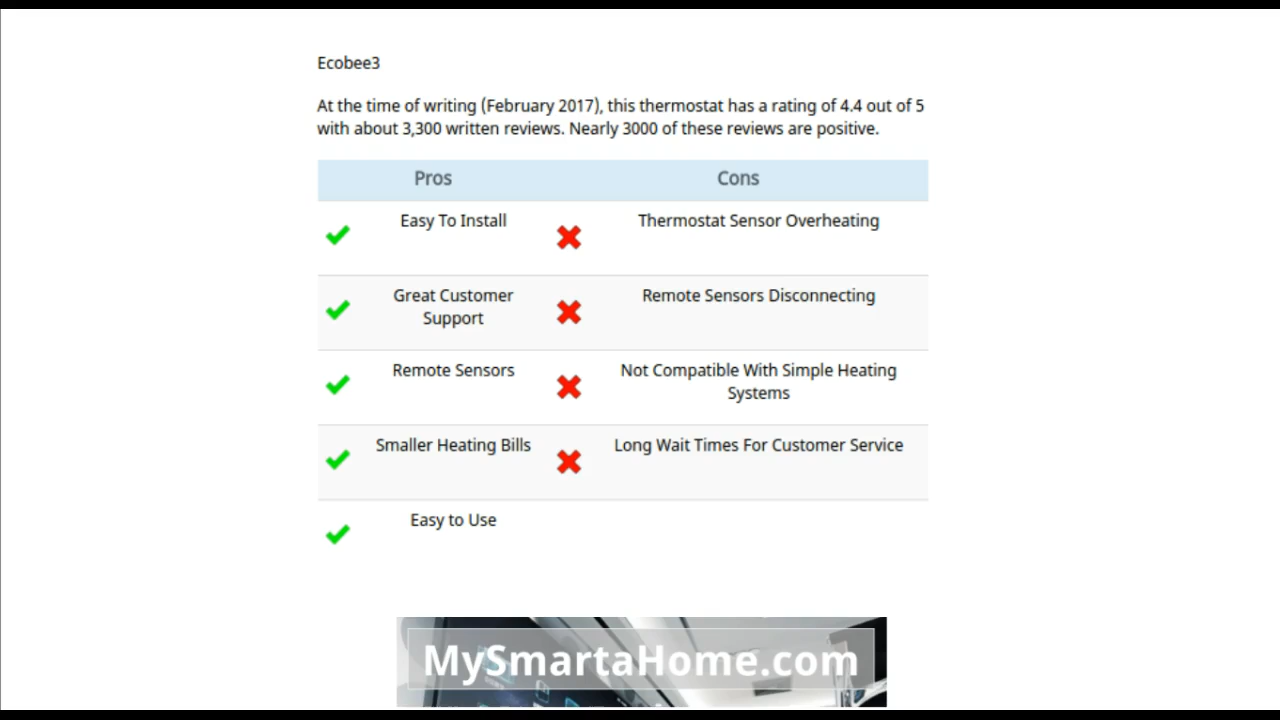 Ecobee3
At the time of writing (February 2017), this thermostat has a rating of 4.4 out of 5
with about 3,300 written reviews. Nearly 3000 of these reviews are positive.
Pros Cons
Easy To Install Thermostat Sensor Overheating
Great Customer Remote Sensors Disconnecting
Support
Remote Sensors Not Compatible With Simple Heating
Systems
Smaller Heating Bills Long Wait Times For Customer Service
Easy to Use
MySmartaHome.com